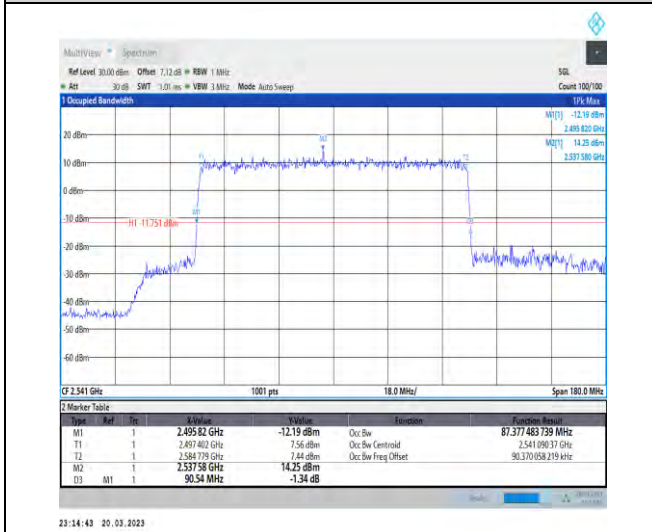 MultiView Spectrum
Ref Level 30.00 dBm Offset 7.12 dB RBW 1 MHz SGL
Att 30 dB SWT 1.01 ms VBW 3 MHz Mode Auto Sweep Count 100/100
1 Occupied Bandwidth 1Pk Max
M1[1] -12.19 dBm
2.495 820 GHz
M2[1] 14.25 dBm
2.537 580 GHz
20 dBm
M2
T1 T2
10 dBm
0 dBm
-10 dBm
M1
H1 -11.751 dBm
D3
-20 dBm
-30 dBm
-40 dBm
-50 dBm
-60 dBm
CF 2.541 GHz 1001 pts 18.0 MHz/ Span 180.0 MHz
2 Marker Table
Type Ref Trc X-Value Y-Value Function Function Result
M1 1 2.495 82 GHz -12.19 dBm Occ Bw 87.377 483 739 MHz
T1 1 2.497 402 GHz 7.56 dBm Occ Bw Centroid 2.541 090 37 GHz
T2 1 2.584 779 GHz 7.44 dBm Occ Bw Freq Offset 90.370 058 219 kHz
M2 1 2.537 58 GHz 14.25 dBm
D3 M1 1 90.54 MHz -1.34 dB
23:14:43 20.03.2023